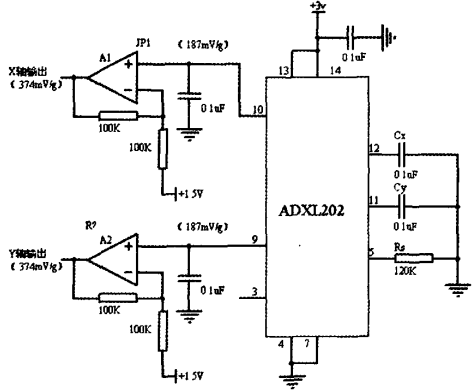 +3v
A1
JP1
(187mV/g)
0 1uF
13
14
X轴输出
(374mV/g)
0 1uF
10
100K
100K
+1 5V
12
Cx
0 1uF
ADXL202
11
Cy
0 1uF
R?
A2
(187mV/g)
9
5
Rs
120K
Y轴输出
(374mV/g)
0 1uF
3
100K
100K
4
7
+1 5V